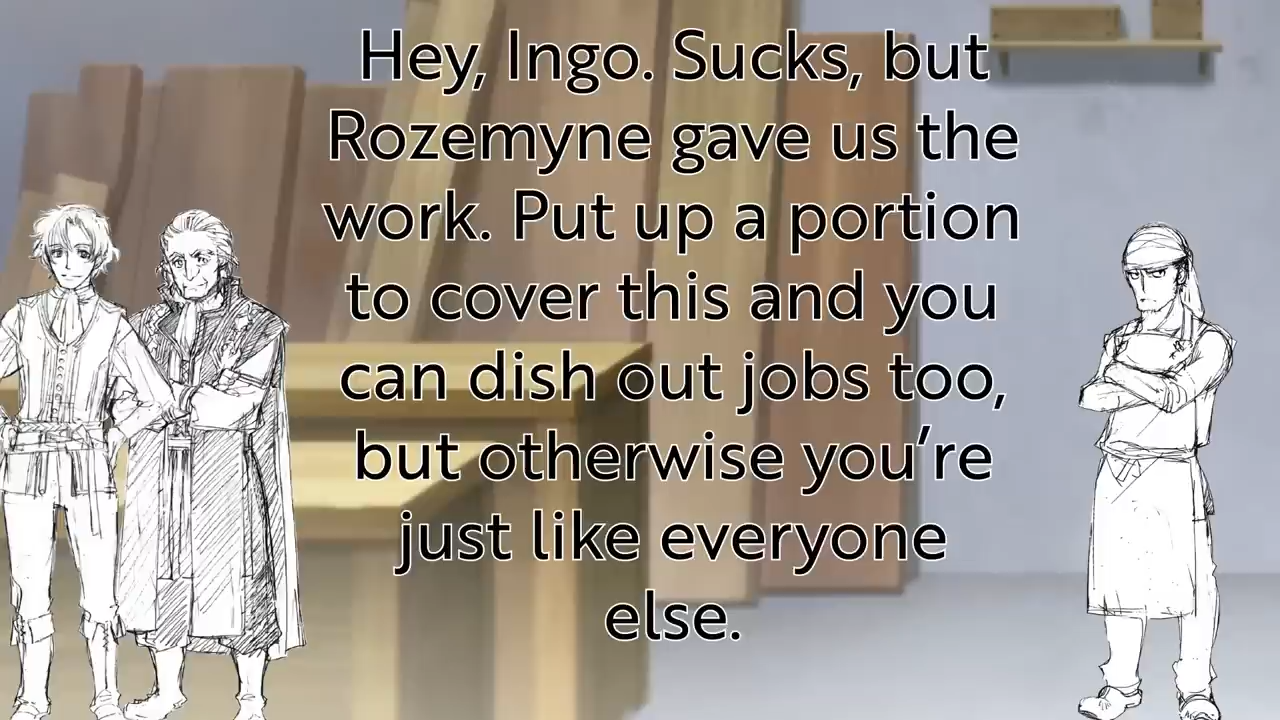 Hey, Ingo. Sucks, but
Rozemyne gave us the
work. Put up a portion
to cover this and you
can dish out jobs too,
but otherwise you’re
just like everyone
else.